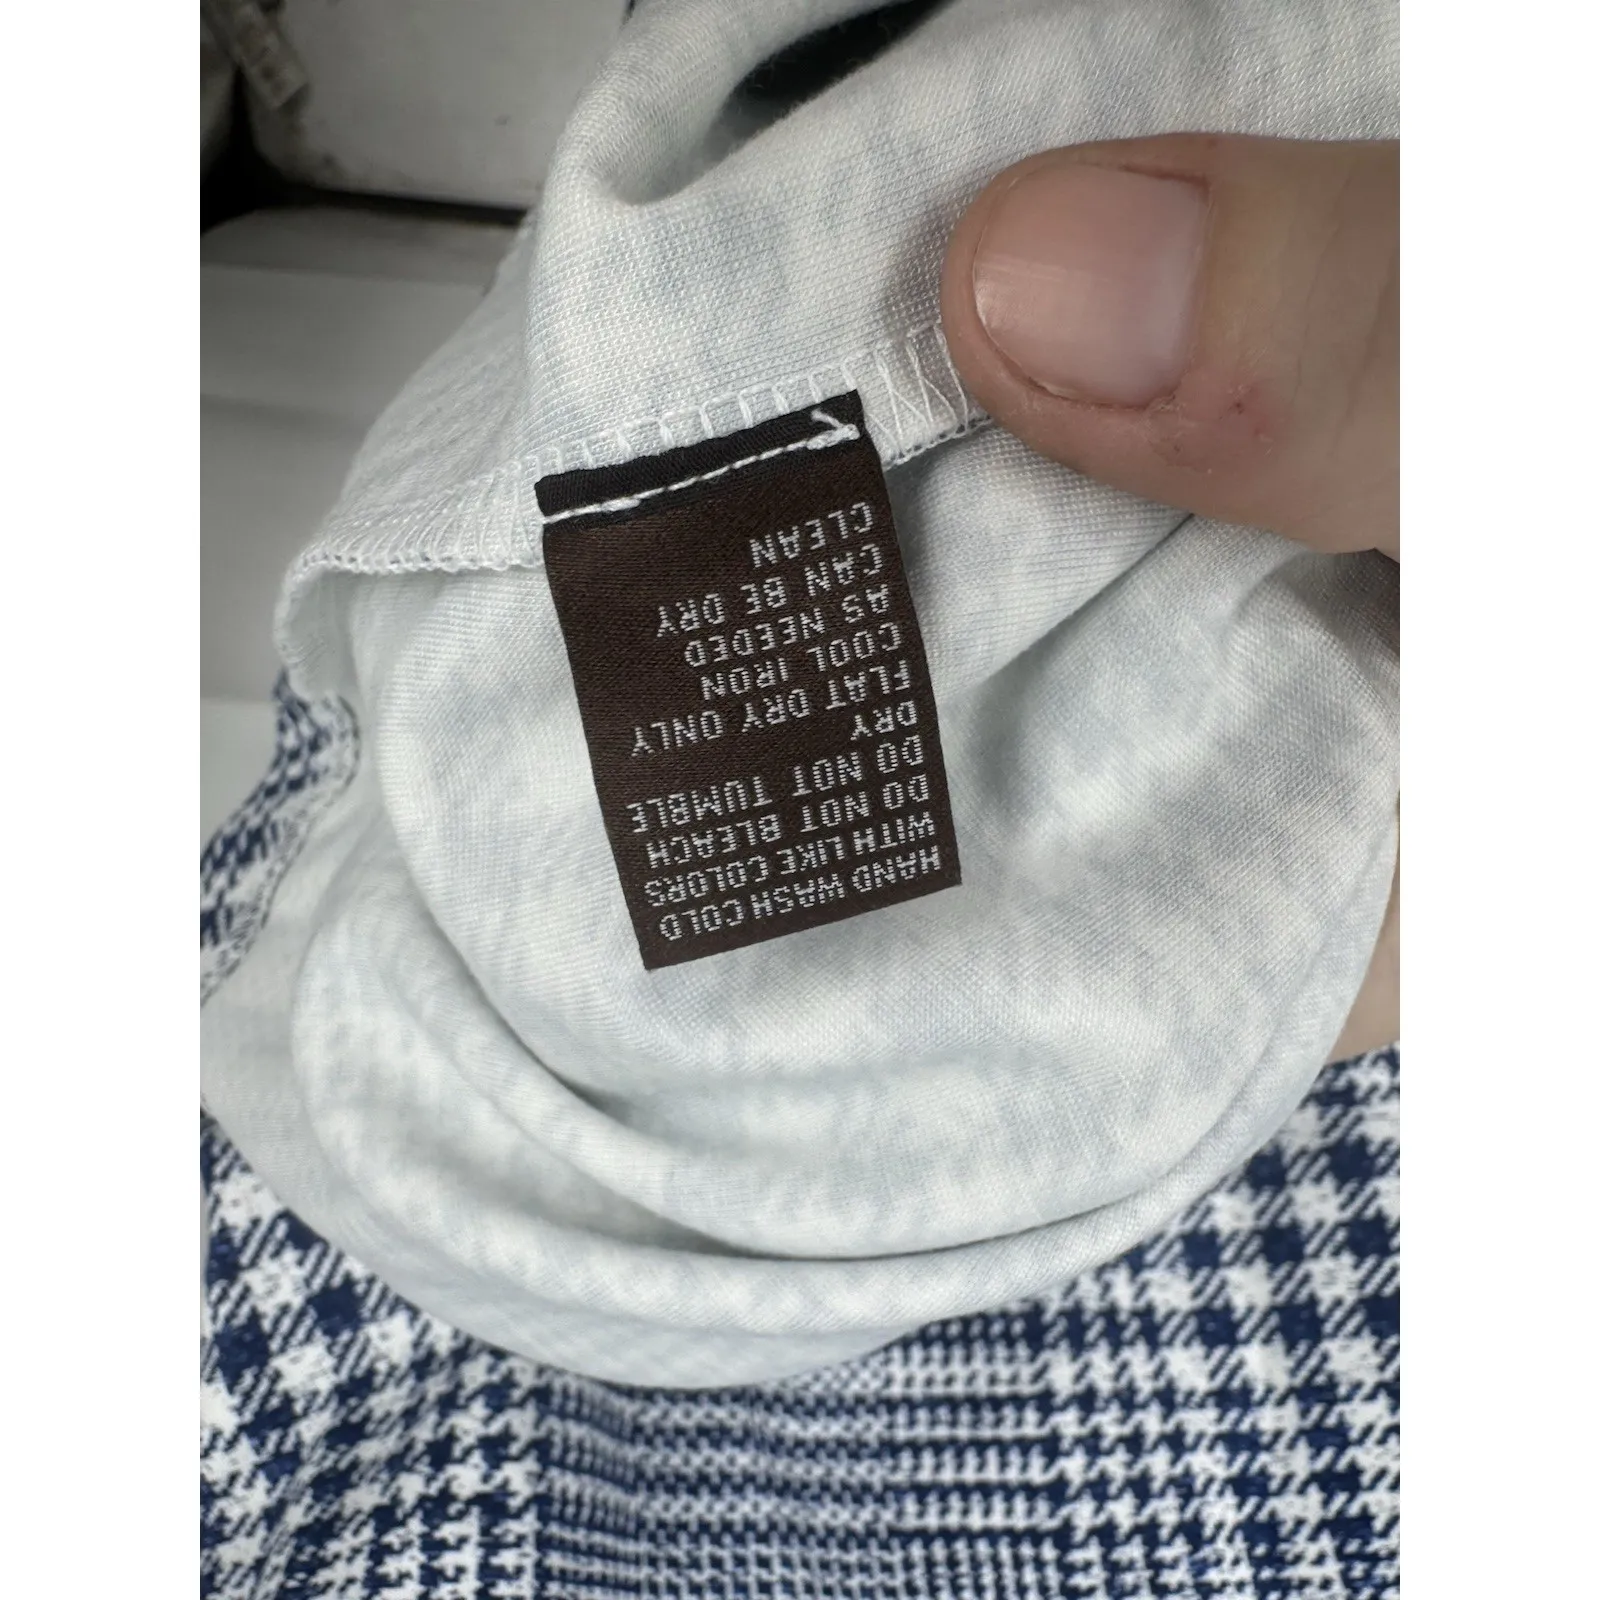 HAND WASH COLD
WITH LIKE COLORS
DO NOT BLEACH
DO NOT TUMBLE
DRY
FLAT DRY ONLY
COOL IRON
AS NEEDED
CAN BE DRY
CLEAN